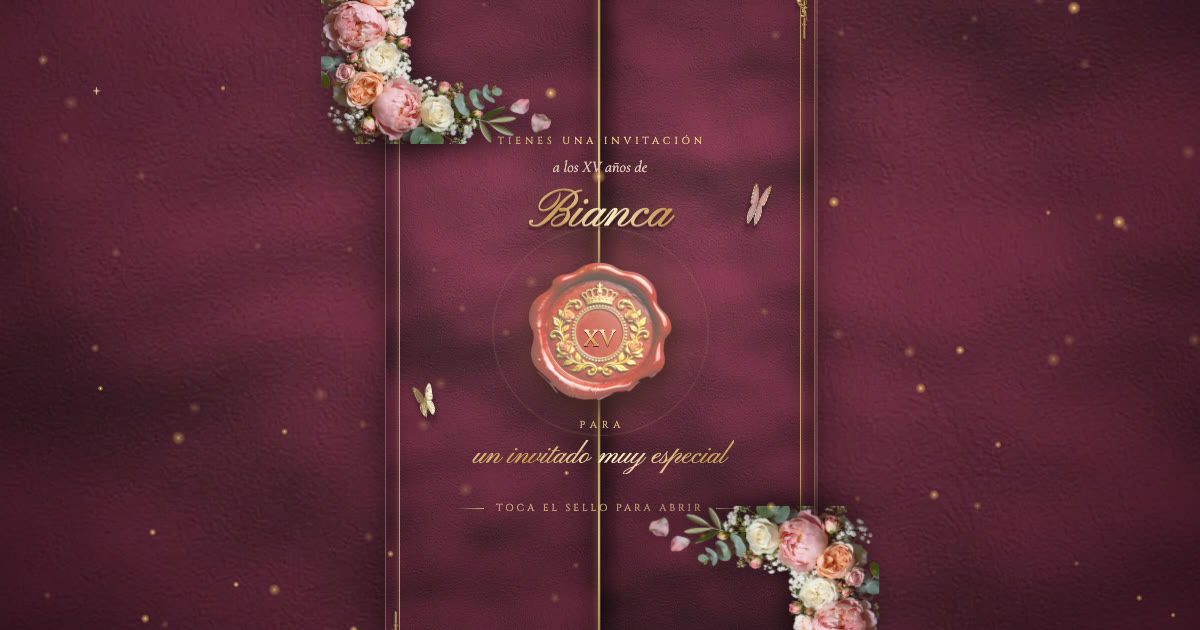 TIENES UNA INVITACIÓN
a los XV años de
Bianca
XV
PARA
un invitado muy especial
TOCA EL SELLO PARA ABRIR